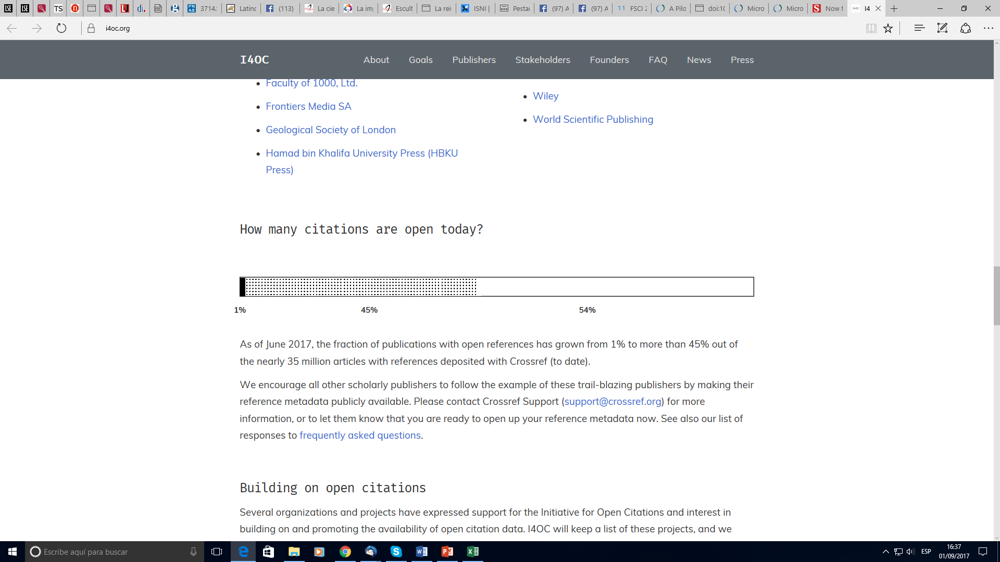 LSE
LSE
TS
n
LJ
di.
PDF
g
PN AS 3714.
Latin
(113)
La cie
La im
Escult
La rei
ISNI |
Pestañ
(97) A
(97) A
11 FSCI 2
A Pilo
doi:10
Micro
Micro
S Now f
I4
i4oc.org
I4OC
About Goals Publishers Stakeholders Founders FAQ News Press
• Faculty of 1000, Ltd.
• Frontiers Media SA
• Geological Society of London
• Hamad bin Khalifa University Press (HBKU
Press)
• Wiley
• World Scientific Publishing
How many citations are open today?
1% 45% 54%
As of June 2017, the fraction of publications with open references has grown from 1% to more than 45% out of
the nearly 35 million articles with references deposited with Crossref (to date).
We encourage all other scholarly publishers to follow the example of these trail-blazing publishers by making their
reference metadata publicly available. Please contact Crossref Support (support@crossref.org) for more
information, or to let them know that you are ready to open up your reference metadata now. See also our list of
responses to frequently asked questions.
Building on open citations
Several organizations and projects have expressed support for the Initiative for Open Citations and interest in
building on and promoting the availability of open citation data. I4OC will keep a list of these projects, and we
Escribe aquí para buscar
ESP
16:37
01/09/2017